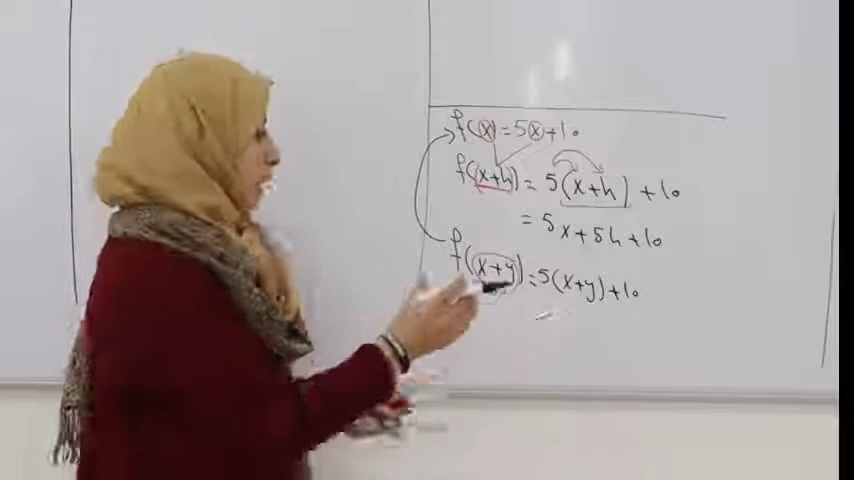 f(x) = 5x + 10
f(x+h) = 5(x+h) + 10
= 5x + 5h + 10
f(x+y) = 5(x+y) + 10